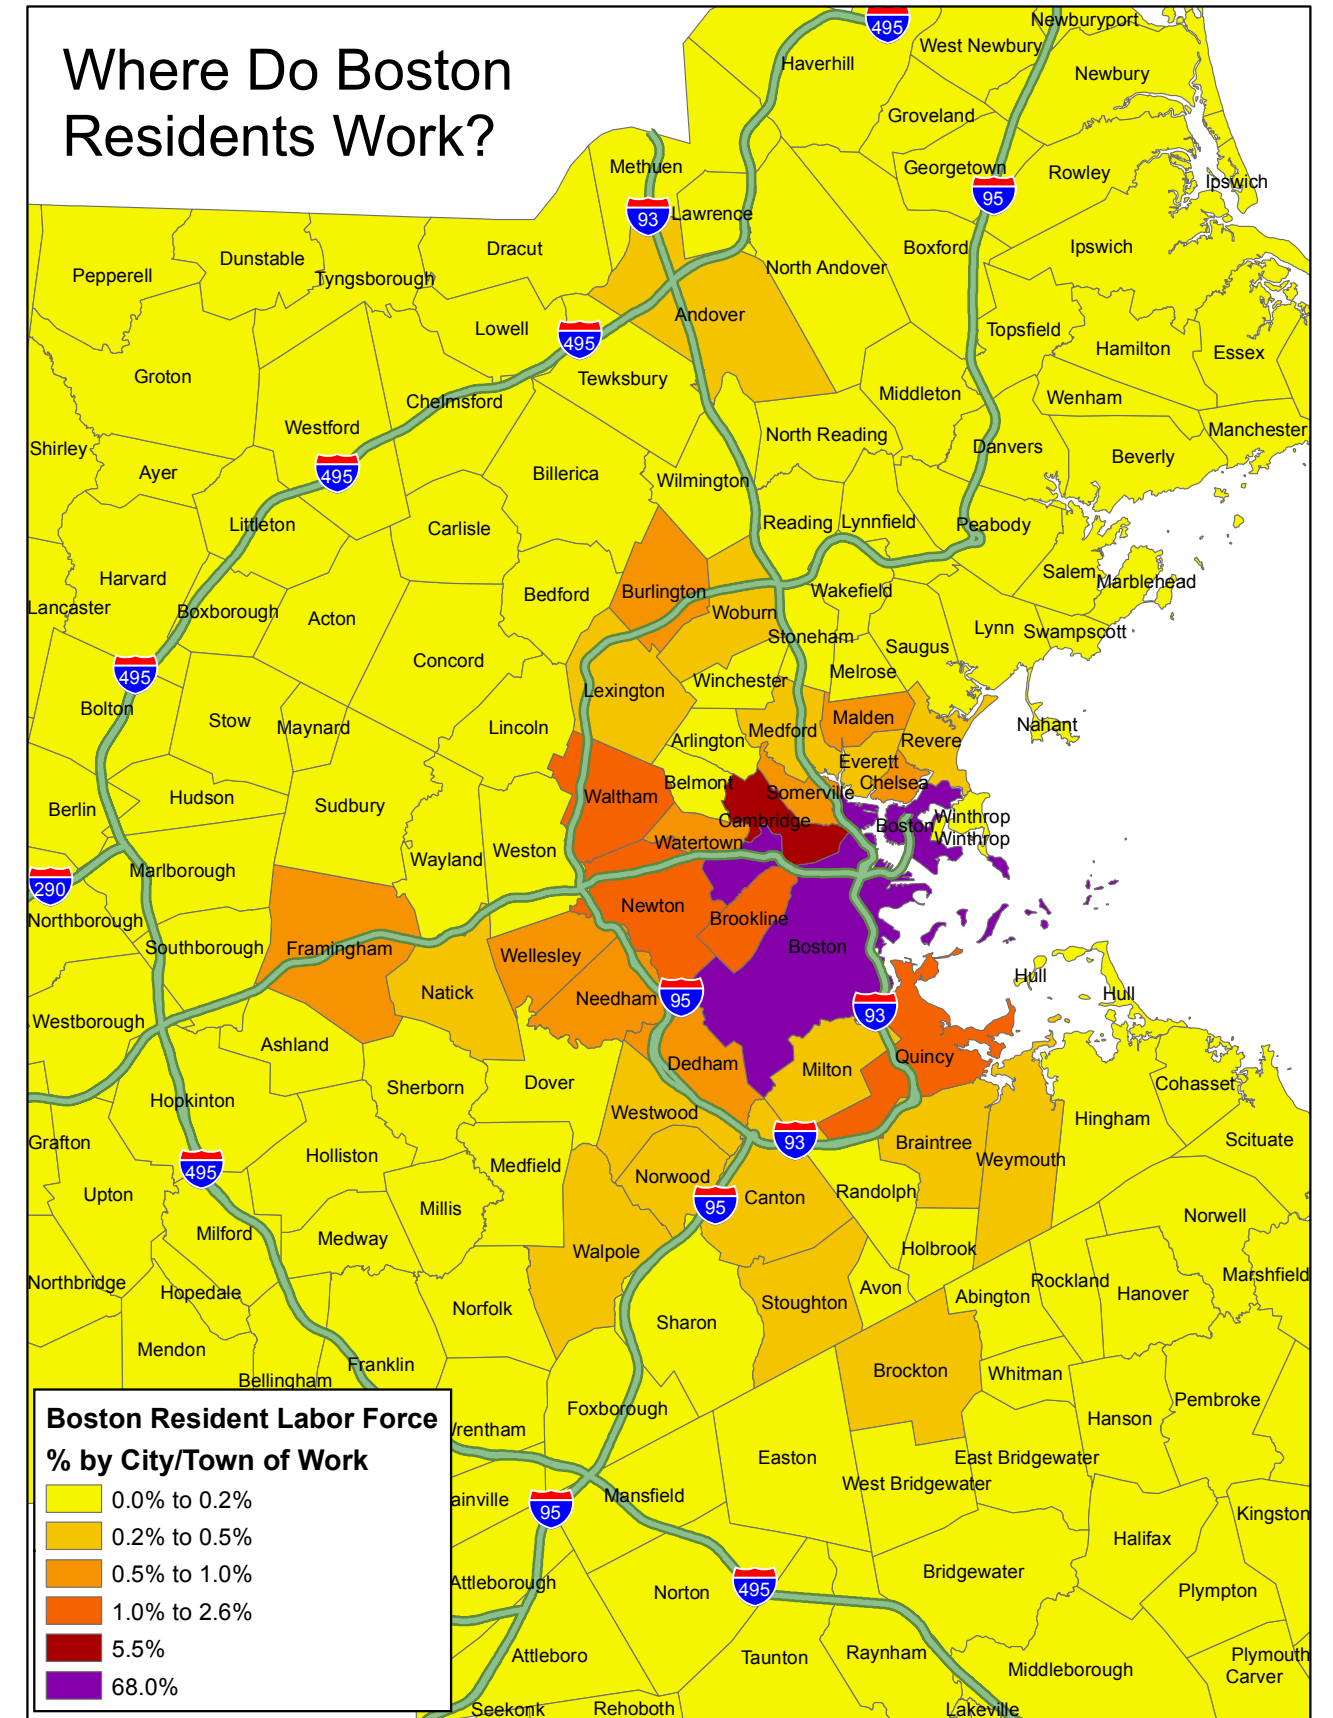 Where Do Boston
Residents Work?
495
Newburyport
West Newbury
Haverhill
Newbury
Groveland
Methuen
Georgetown
Rowley
Ipswich
95
93
Lawrence
Dracut
Boxford
Ipswich
Dunstable
Pepperell
Tyngsborough
North Andover
Andover
Lowell
495
Topsfield
Hamilton
Essex
Groton
Tewksbury
Middleton
Wenham
Chelmsford
Westford
North Reading
Manchester
Shirley
Danvers
Beverly
Ayer
495
Billerica
Wilmington
Littleton
Carlisle
Reading
Lynnfield
Peabody
Harvard
Salem
Marblehead
Burlington
Wakefield
Bedford
Lancaster
Boxborough
Acton
Woburn
Stoneham
Lynn
Swampscott
Saugus
Concord
Melrose
495
Winchester
Lexington
Bolton
Stow
Maynard
Lincoln
Malden
Medford
Nahant
Arlington
Revere
Everett
Belmont
Chelsea
Berlin
Hudson
Sudbury
Waltham
Somerville
Cambridge
Boston
Winthrop
Winthrop
Watertown
Weston
Wayland
Marlborough
290
Newton
Brookline
Northborough
Southborough
Framingham
Boston
Wellesley
Hull
Hull
Natick
Needham
95
93
Westborough
Ashland
Quincy
Dedham
Milton
Sherborn
Dover
Cohasset
Hopkinton
Westwood
Hingham
Grafton
Holliston
93
Braintree
Weymouth
Scituate
495
Medfield
Norwood
Upton
Canton
Randolph
95
Millis
Norwell
Milford
Medway
Walpole
Holbrook
Northbridge
Hopedale
Avon
Rockland
Marshfield
Abington
Hanover
Norfolk
Stoughton
Sharon
Mendon
Franklin
Brockton
Whitman
Bellingham
Pembroke
Foxborough
Hanson
Wrentham
Easton
East Bridgewater
West Bridgewater
Mansfield
ainville
95
Kingston
Halifax
Bridgewater
Attleborough
Norton
495
Plympton
Attleboro
Taunton
Raynham
Middleborough
Plymouth
Carver
Seekonk
Rehoboth
Lakeville
Boston Resident Labor Force
% by City/Town of Work
0.0% to 0.2%
0.2% to 0.5%
0.5% to 1.0%
1.0% to 2.6%
5.5%
68.0%